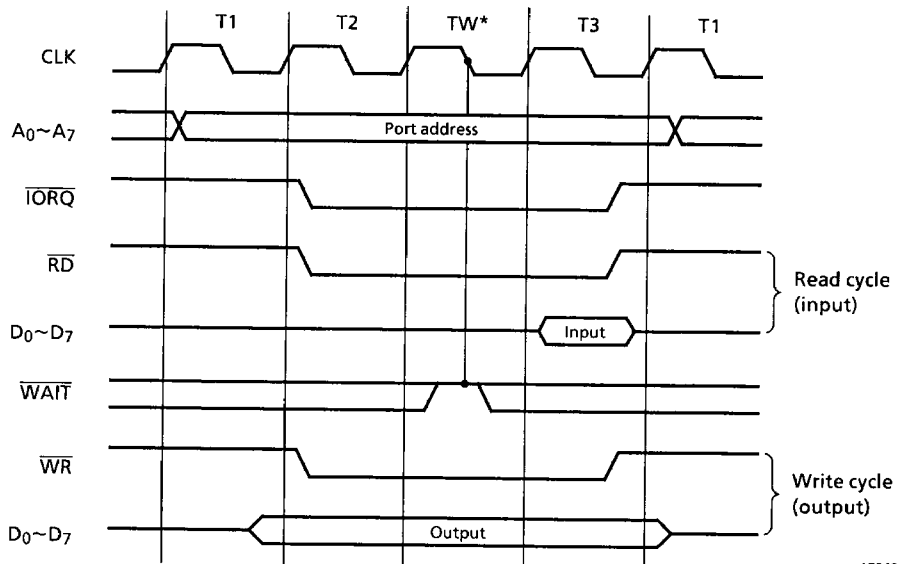 T1 T2 TW* T3 T1
CLK
A0~A7 Port address
IORQ
RD
Read cycle
(input)
D0~D7 Input
WAIT
WR
Write cycle
(output)
D0~D7 Output